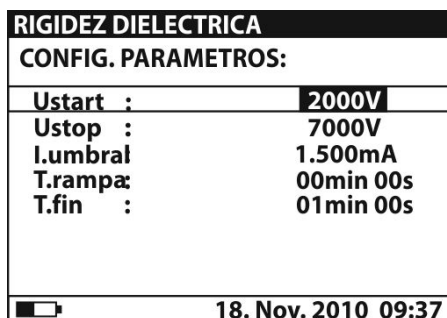 RIGIDEZ DIELECTRICA
CONFIG. PARAMETROS:
Ustart : 2000V
Ustop : 7000V
I.umbral: 1.500mA
T.rampa: 00min 00s
T.fin : 01min 00s
18. Nov. 2010 09:37